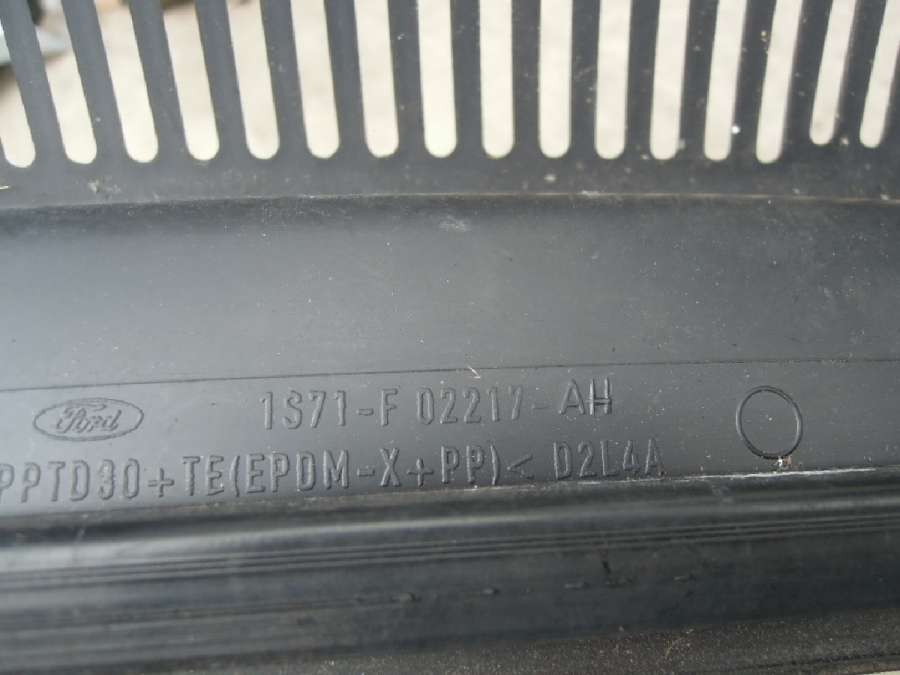 Ford
1S71-F 02217-AH
PPTD30+TE(EPDM-X+PP)< D2L4A